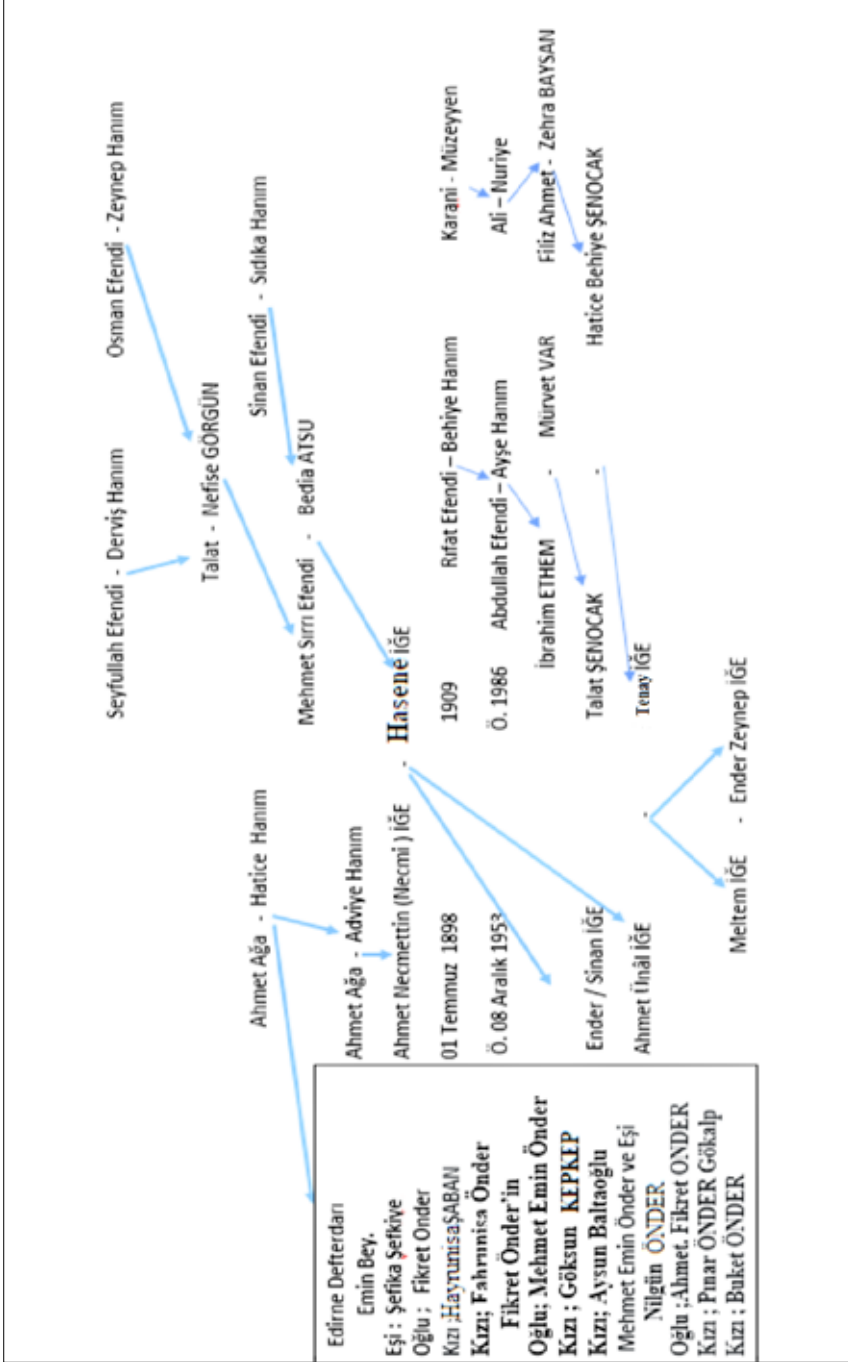 Seyfullah Efendi - Derviş Hanım Osman Efendi - Zeynep Hanım
Talat - Nefise GÖRGÜN
Ahmet Ağa - Hatice Hanım Sinan Efendi - Sıdıka Hanım
Mehmet Sırrı Efendi - Bedia ATSU
Ahmet Ağa - Adviye Hanım
Ahmet Necmettin (Necmi ) İĞE - Hasene İĞE
01 Temmuz 1898 1909 Rıfat Efendi – Behiye Hanım Karani - Müzeyyen
Ö. 08 Aralık 1953 Ö. 1986 Abdullah Efendi – Ayşe Hanım Ali – Nuriye
İbrahim ETHEM - Mürvet VAR Filiz Ahmet - Zehra BAYSAN
Ender / Sinan İĞE Talat ŞENOCAK - Hatice Behiye ŞENOCAK
Ahmet Ünâl İĞE - Tenay İĞE
Meltem İĞE - Ender Zeynep İĞE
Edirne Defterdarı
Emin Bey.
Eşi : Şefika Şefkiye
Oğlu ; Fikret Önder
Kızı ;HayrunisaŞABAN
Kızı; Fahrunisa Önder
Fikret Önder'in
Oğlu; Mehmet Emin Önder
Kızı ; Göksun KEPKEP
Kızı; Aysun Baltaoğlu
Mehmet Emin Önder ve Eşi
Nilgün ÖNDER
Oğlu ;Ahmet. Fikret ÖNDER
Kızı ; Pınar ÖNDER Gökalp
Kızı ; Buket ÖNDER